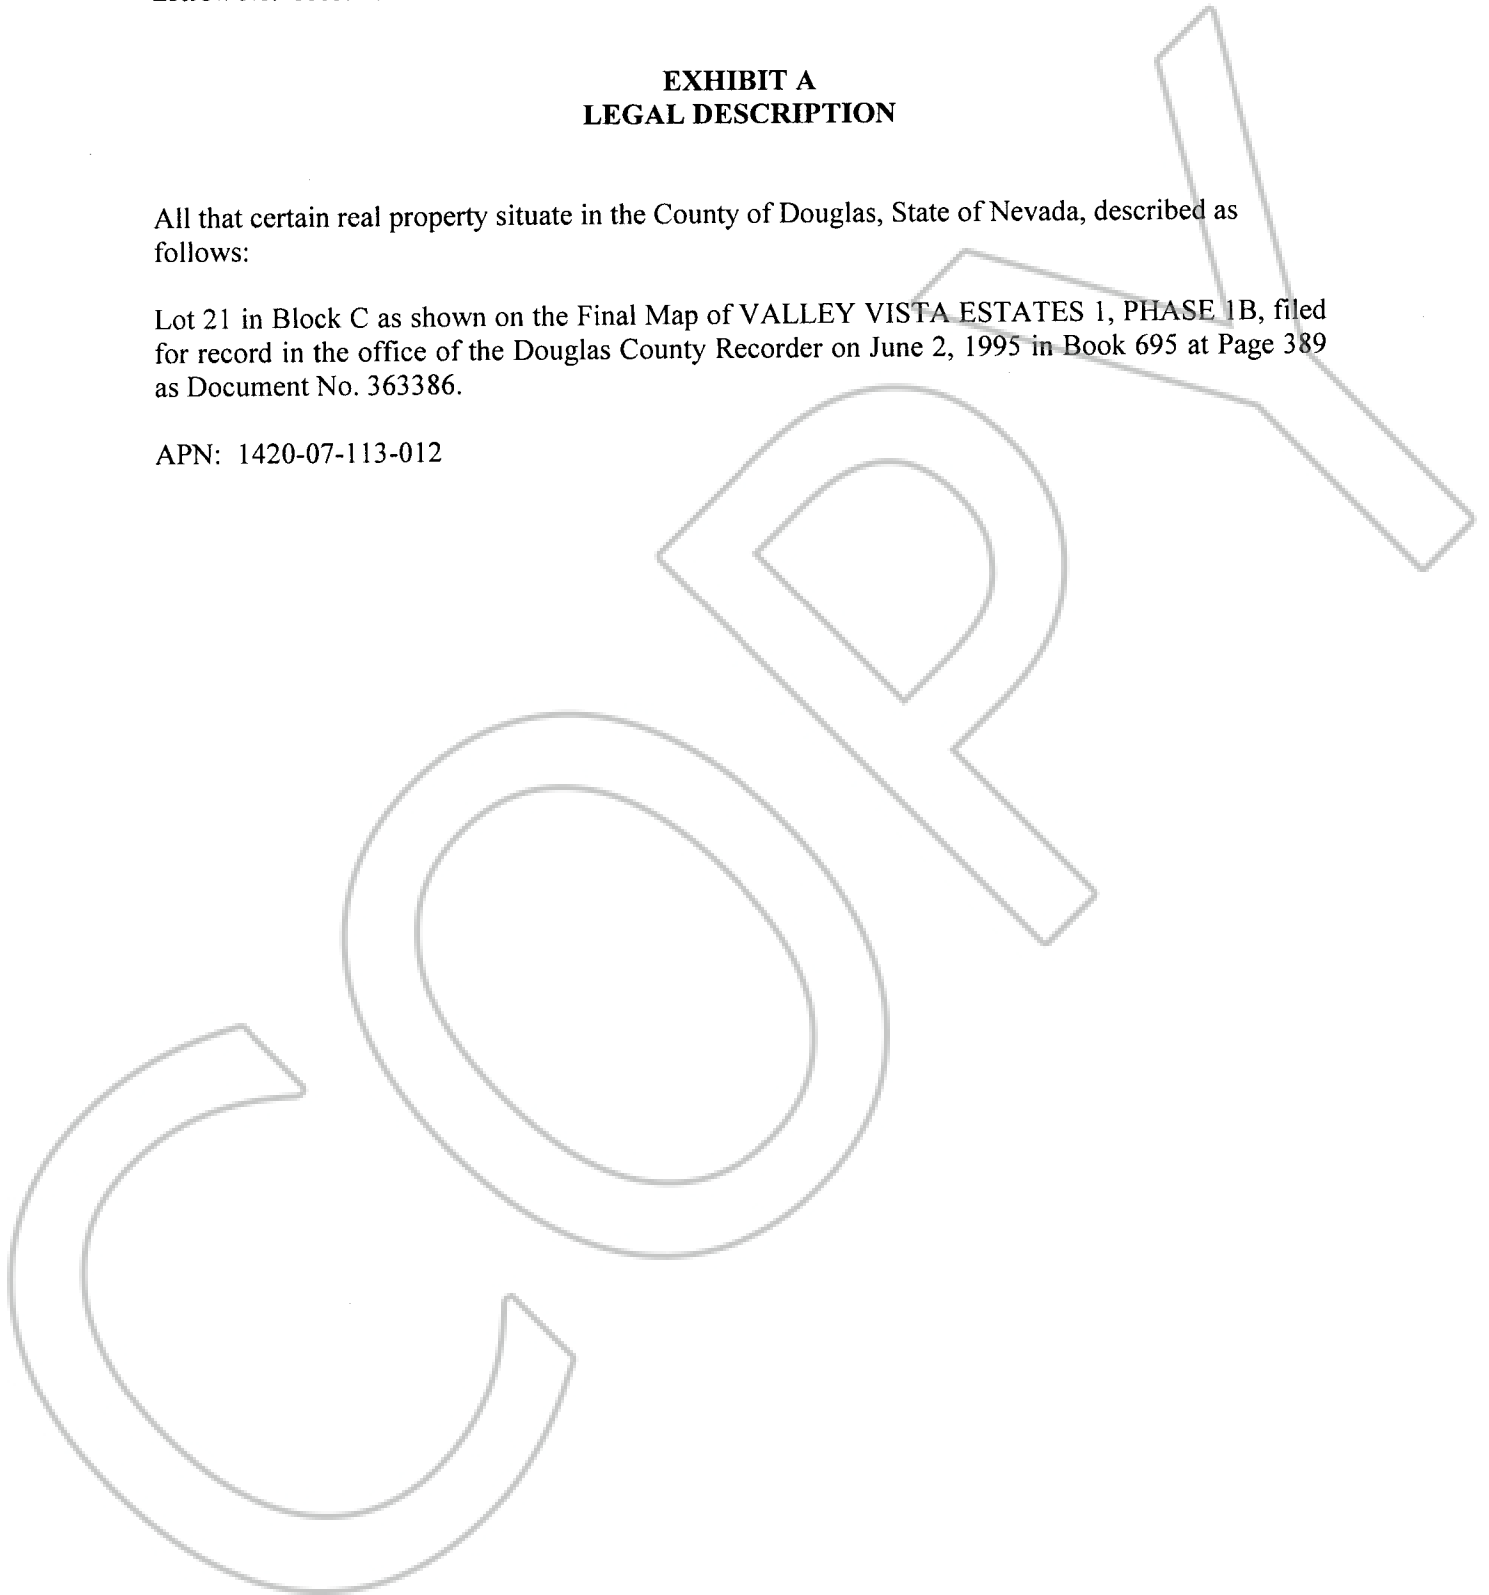 EXHIBIT A
LEGAL DESCRIPTION
All that certain real property situate in the County of Douglas, State of Nevada, described as
follows:
Lot 21 in Block C as shown on the Final Map of VALLEY VISTA ESTATES 1, PHASE 1B, filed
for record in the office of the Douglas County Recorder on June 2, 1995 in Book 695 at Page 389
as Document No. 363386.
APN: 1420-07-113-012
COPY